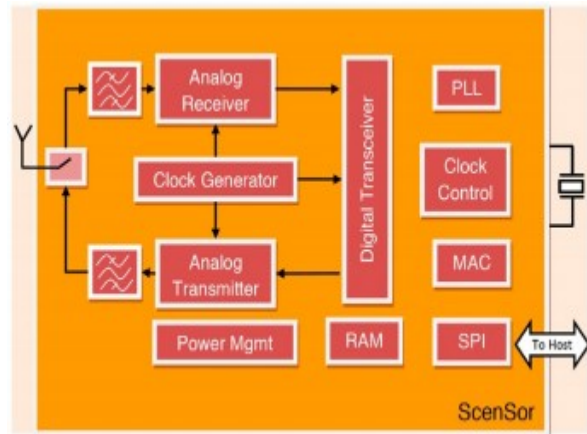 Analog
Receiver
PLL
Digital Transceiver
Clock Generator
Clock
Control
Analog
Transmitter
MAC
Power Mgmt
RAM
SPI
To Host
ScenSor